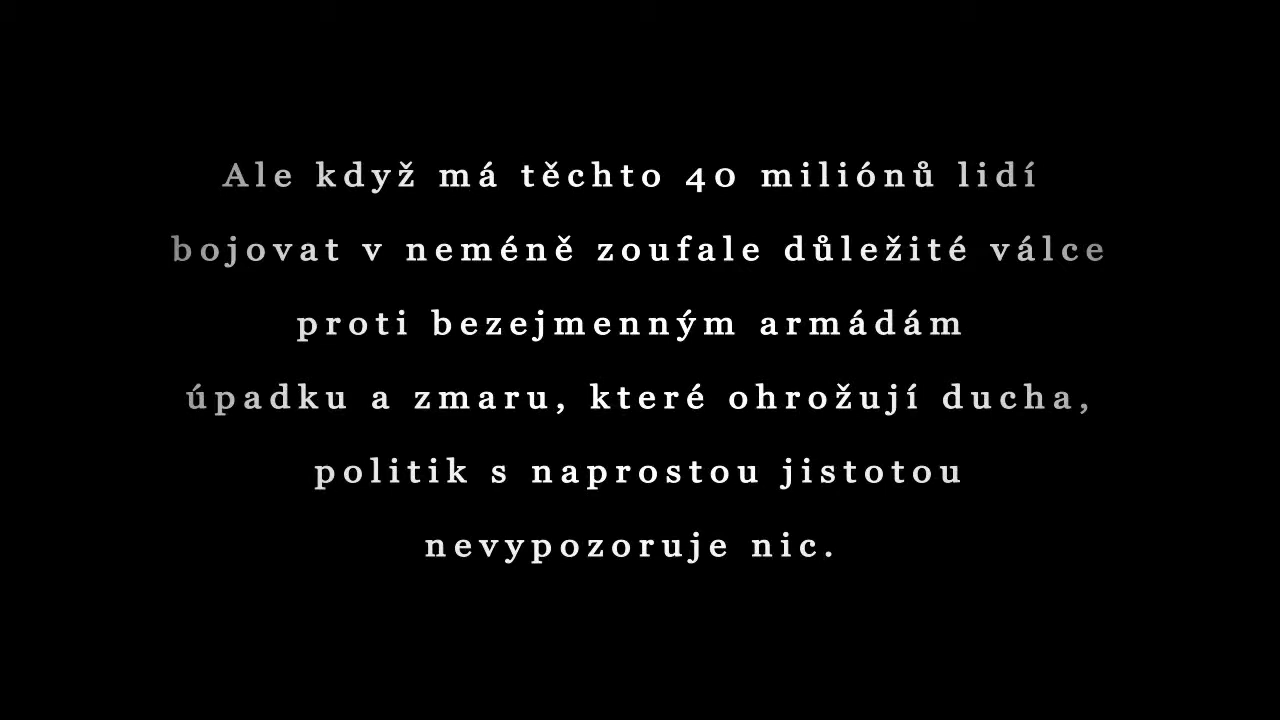 Ale když má těchto 40 miliónů lidí
bojovat v neméně zoufale důležité válce
proti bezejmenným armádám
úpadku a zmaru, které ohrožují ducha,
politik s naprostou jistotou
nevypozoruje nic.